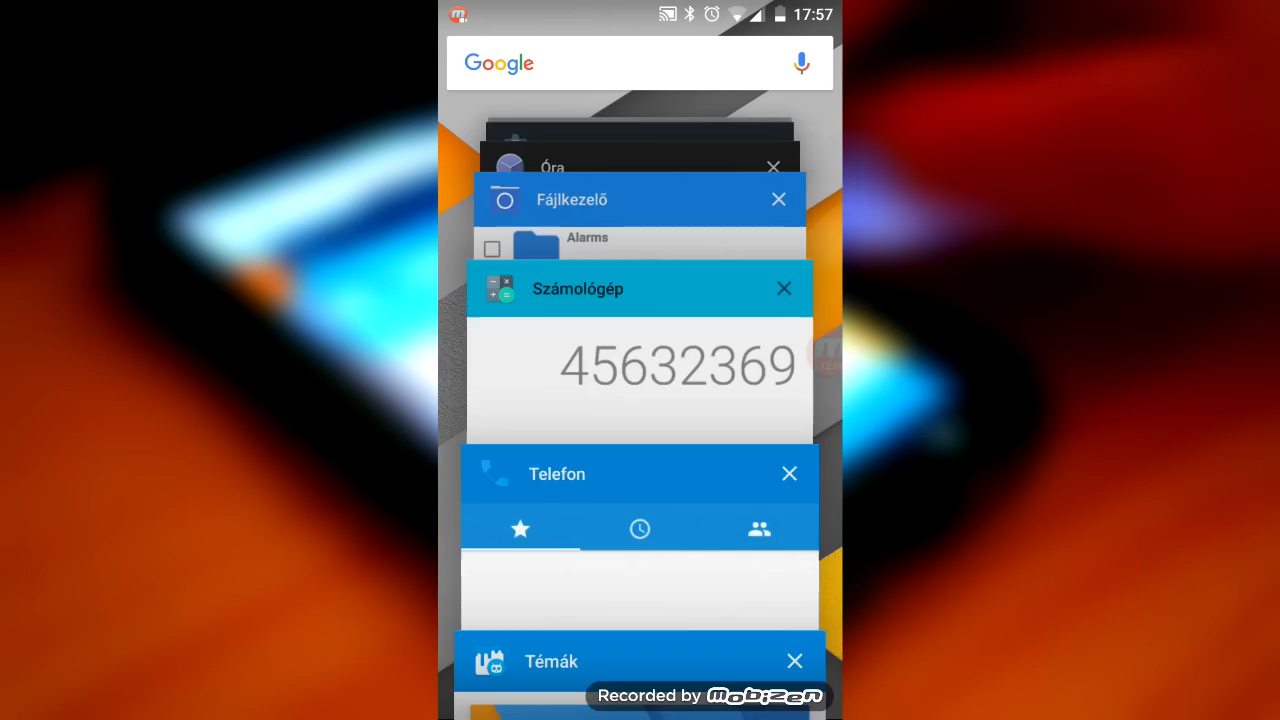 17:57
Google
Óra
Fájlkezelő
Alarms
Számológép
45632369
Telefon
Témák
Recorded by mobizen